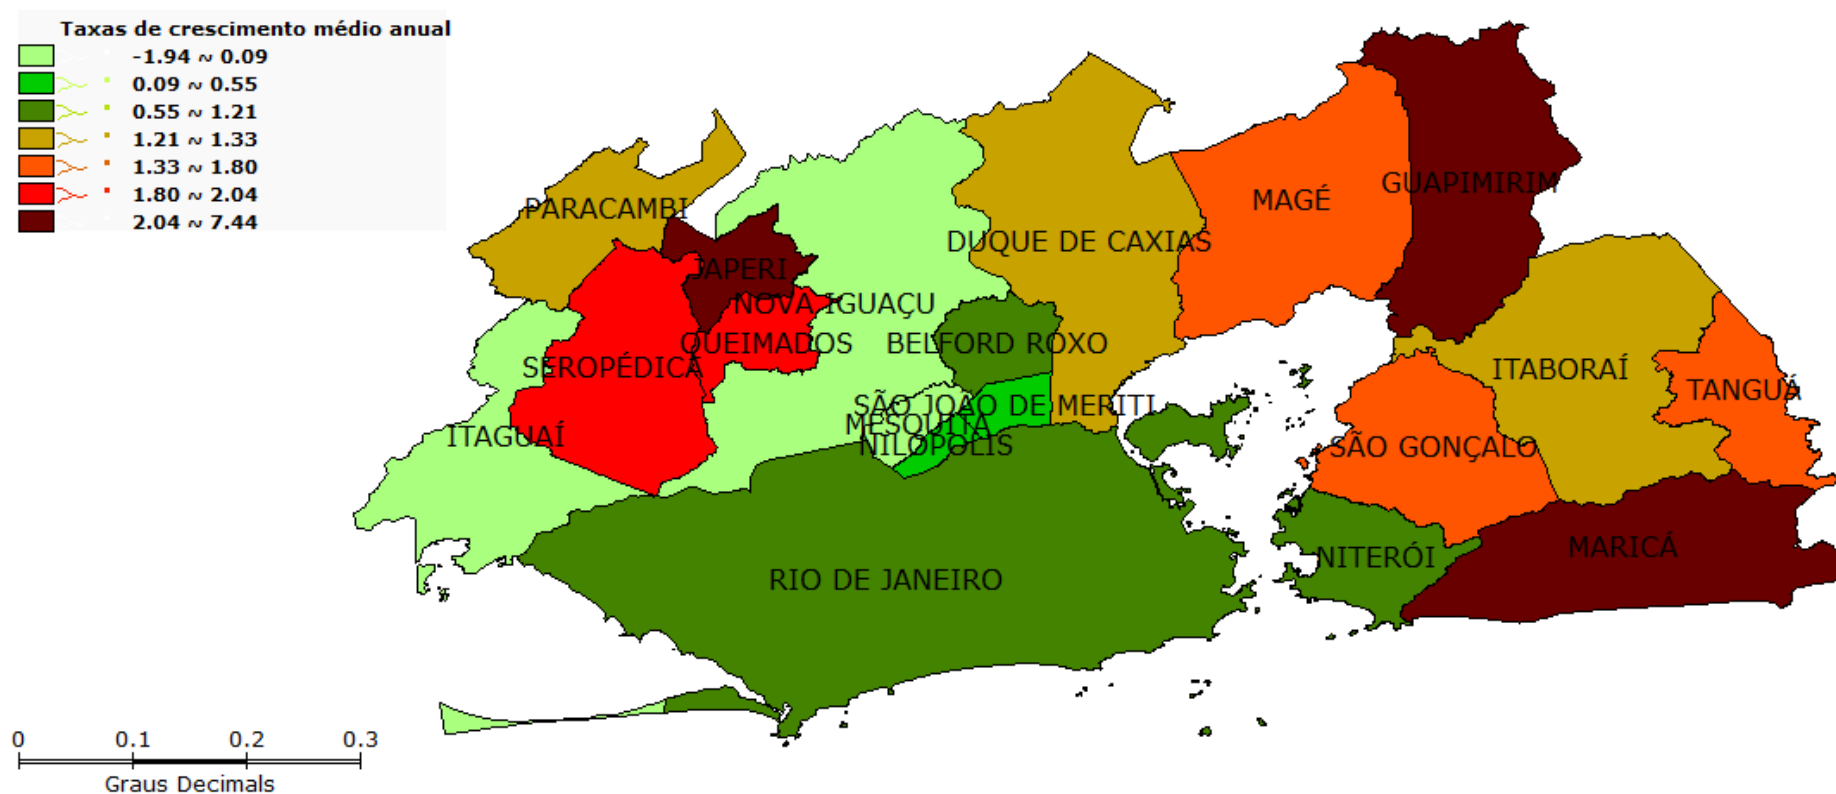 Taxas de crescimento médio anual
-1.94 ~ 0.09
0.09 ~ 0.55
0.55 ~ 1.21
1.21 ~ 1.33
1.33 ~ 1.80
1.80 ~ 2.04
2.04 ~ 7.44
PARACAMBI
MAGÉ
GUAPIMIRIM
DUQUE DE CAXIAS
JAPERI
NOVA IGUAÇU
QUEIMADOS
BELFORD ROXO
SEROPÉDICA
ITABORAÍ
TANGUÁ
SÃO JOÃO DE MERITI
MESQUITA
ITAGUAÍ
NILÓPOLIS
SÃO GONÇALO
NITERÓI
MARICÁ
RIO DE JANEIRO
0 0.1 0.2 0.3
Graus Decimals